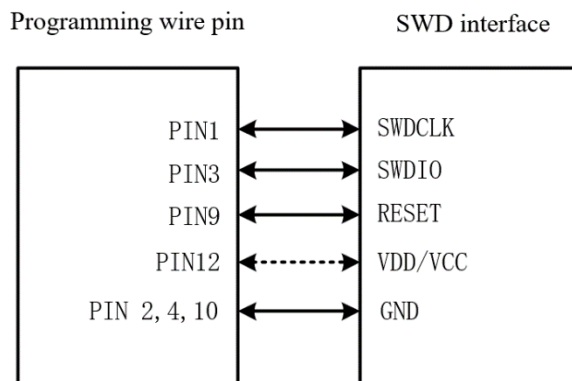 Programming wire pin SWD interface
PIN1 SWDCLK
PIN3 SWDIO
PIN9 RESET
PIN12 VDD/VCC
PIN 2,4,10 GND